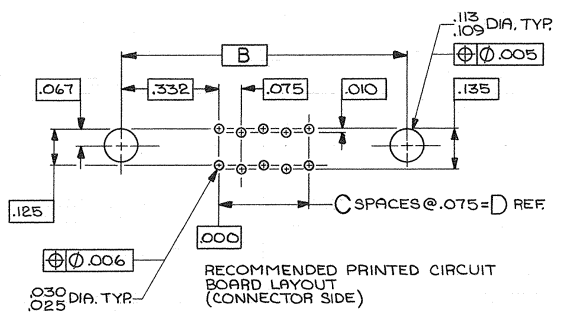 .113
.109 DIA. TYP.
⌖ Ø .005
B
.067
.332
.075
.010
.135
.125
C SPACES @ .075 = D REF.
.000
⌖ Ø .006
.030
.025 DIA. TYP.
RECOMMENDED PRINTED CIRCUIT
BOARD LAYOUT
(CONNECTOR SIDE)